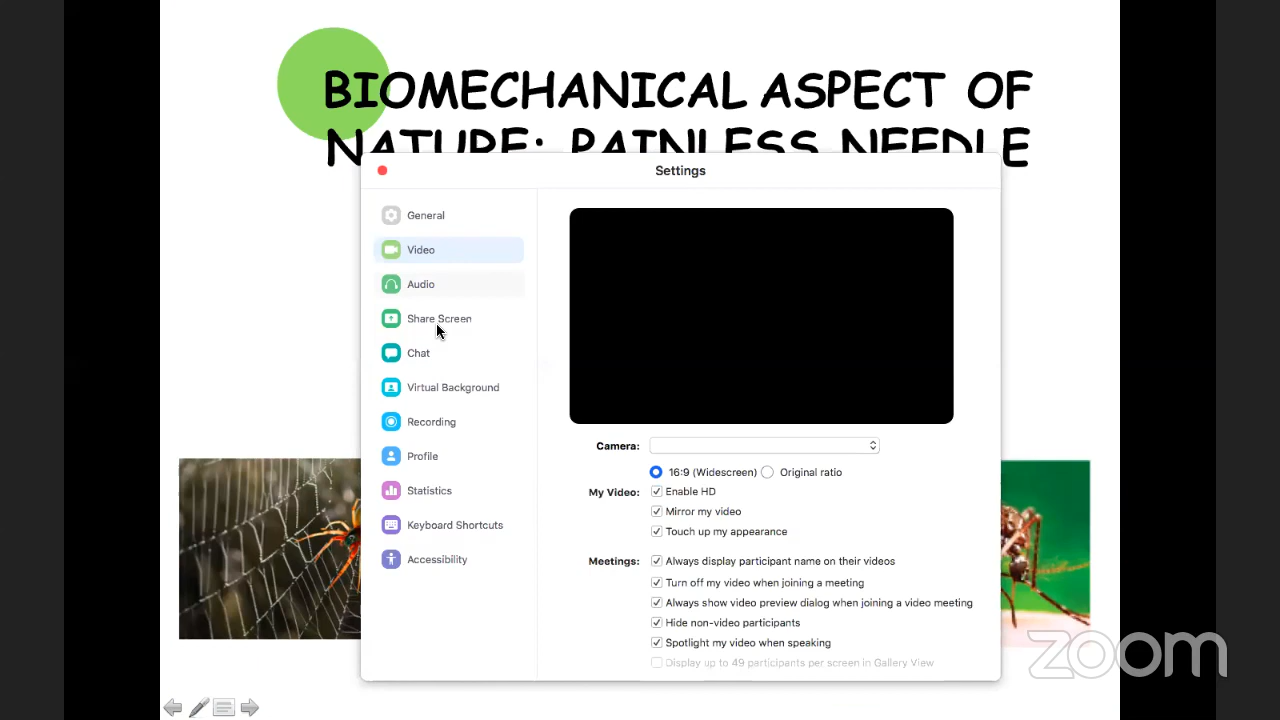 BIOMECHANICAL ASPECT OF
NATURE: PAINLESS NEEDLE
Settings
General
Video
Audio
Share Screen
Chat
Virtual Background
Recording
Profile
Statistics
Keyboard Shortcuts
Accessibility
Camera:
16:9 (Widescreen) Original ratio
My Video: Enable HD
Mirror my video
Touch up my appearance
Meetings: Always display participant name on their videos
Turn off my video when joining a meeting
Always show video preview dialog when joining a video meeting
Hide non-video participants
Spotlight my video when speaking
Display up to 49 participants per screen in Gallery View
zoom